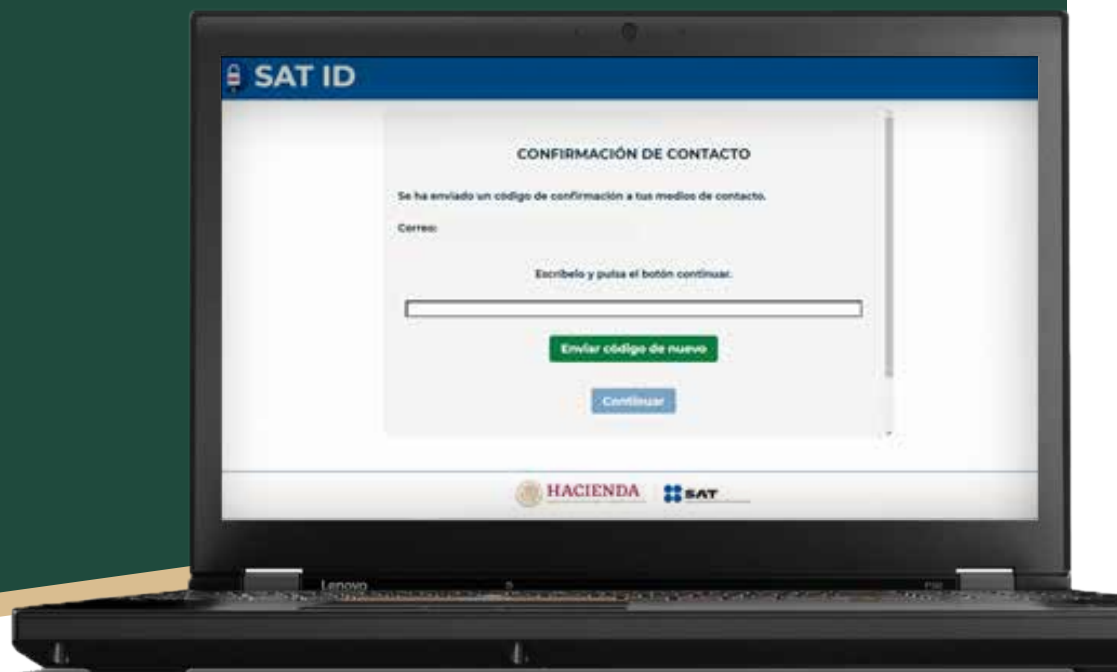 SAT ID
CONFIRMACIÓN DE CONTACTO
Se ha enviado un código de confirmación a tus medios de contacto.
Correo:
Escríbelo y pulsa el botón continuar.
Enviar código de nuevo
Continuar
HACIENDA
SAT
Lenovo